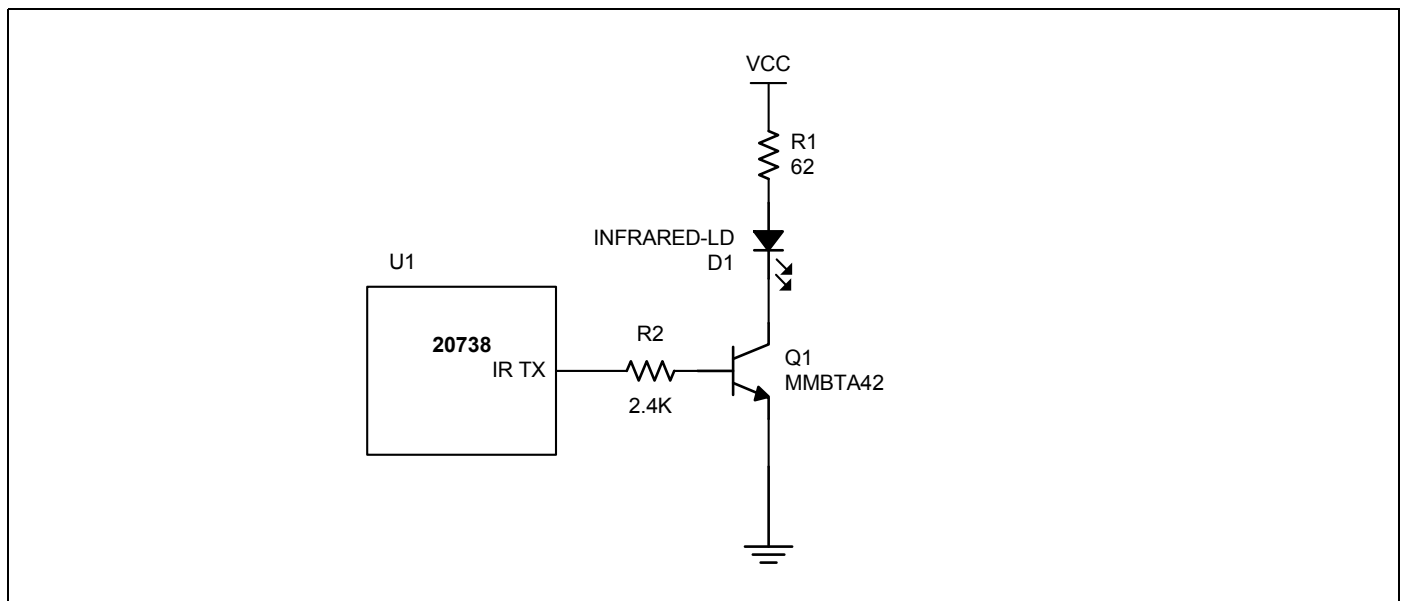 VCC
R1
62
INFRARED-LD
D1
U1
20738
IR TX
R2
2.4K
Q1
MMBTA42